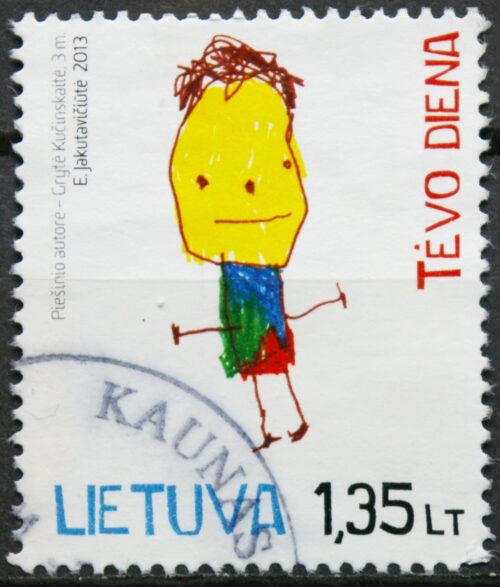 Piešinio autorė – Grytė Kučinskaitė, 3 m.
E. Jakutavičiūtė 2013
TĖVO DIENA
KAUNAS
LIETUVA 1,35 LT